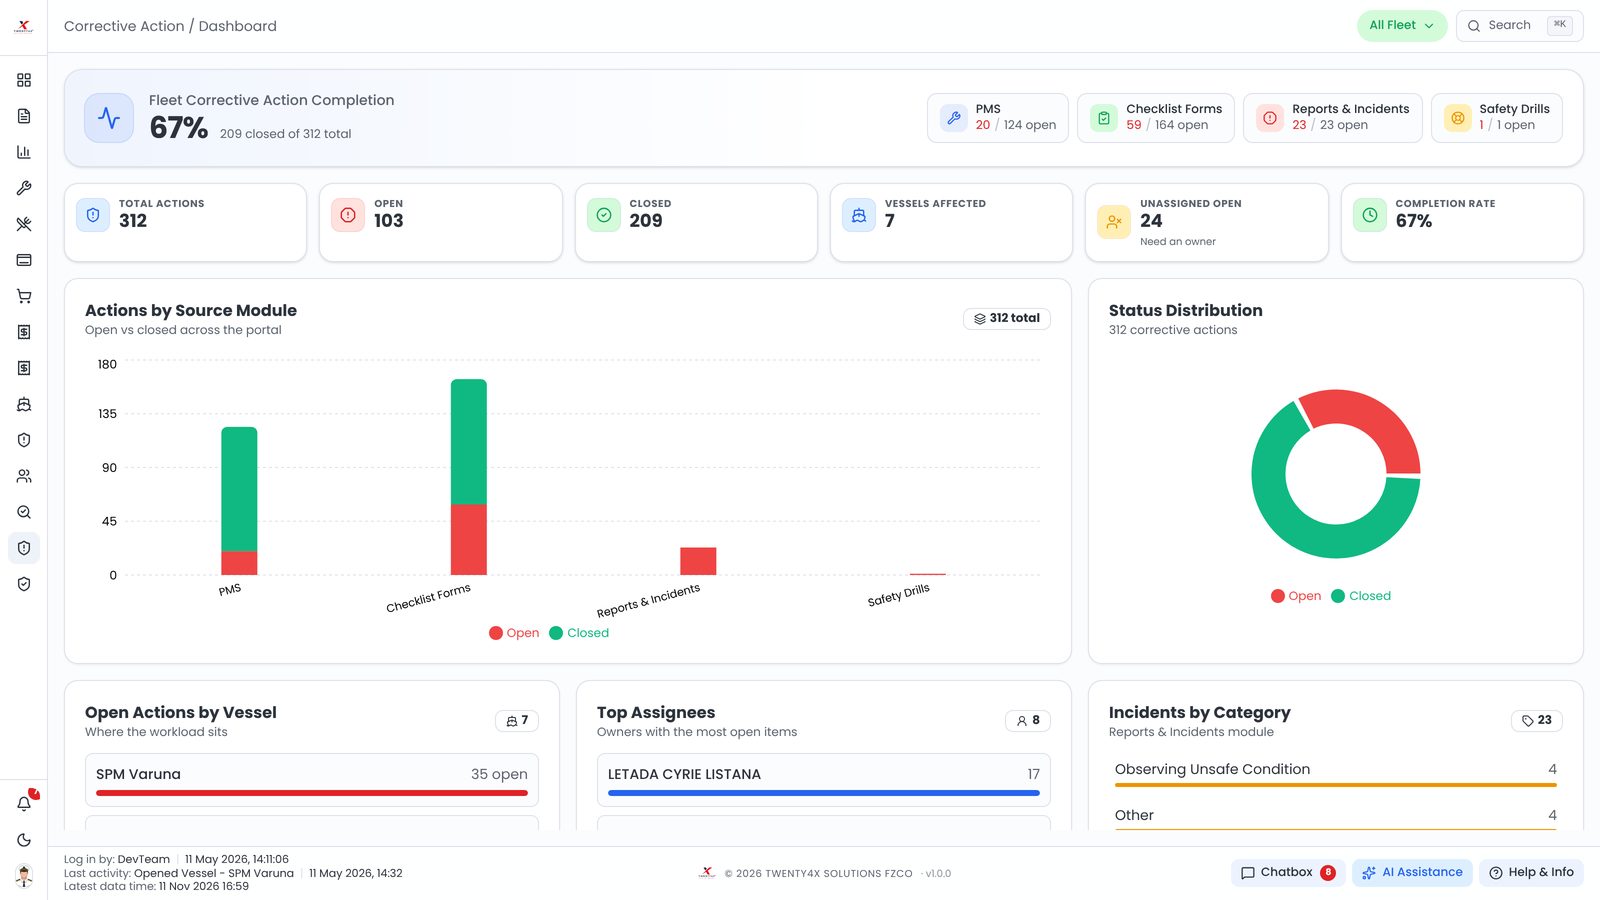 Corrective Action / Dashboard
All Fleet
Search ⌘K
Fleet Corrective Action Completion
67% 209 closed of 312 total
PMS
20 / 124 open
Checklist Forms
59 / 164 open
Reports & Incidents
23 / 23 open
Safety Drills
1 / 1 open
TOTAL ACTIONS
312
OPEN
103
CLOSED
209
VESSELS AFFECTED
7
UNASSIGNED OPEN
24
Need an owner
COMPLETION RATE
67%
Actions by Source Module
Open vs closed across the portal
312 total
180
135
90
45
0
PMS
Checklist Forms
Reports & Incidents
Safety Drills
Open Closed
Status Distribution
312 corrective actions
Open Closed
Open Actions by Vessel
Where the workload sits
7
SPM Varuna 35 open
Top Assignees
Owners with the most open items
8
LETADA CYRIE LISTANA 17
Incidents by Category
Reports & Incidents module
23
Observing Unsafe Condition 4
Other 4
Log in by: DevTeam 11 May 2026, 14:11:06
Last activity: Opened Vessel - SPM Varuna 11 May 2026, 14:32
Latest data time: 11 Nov 2026 16:59
© 2026 TWENTY4X SOLUTIONS FZCO · v1.0.0
Chatbox 8
AI Assistance
Help & Info